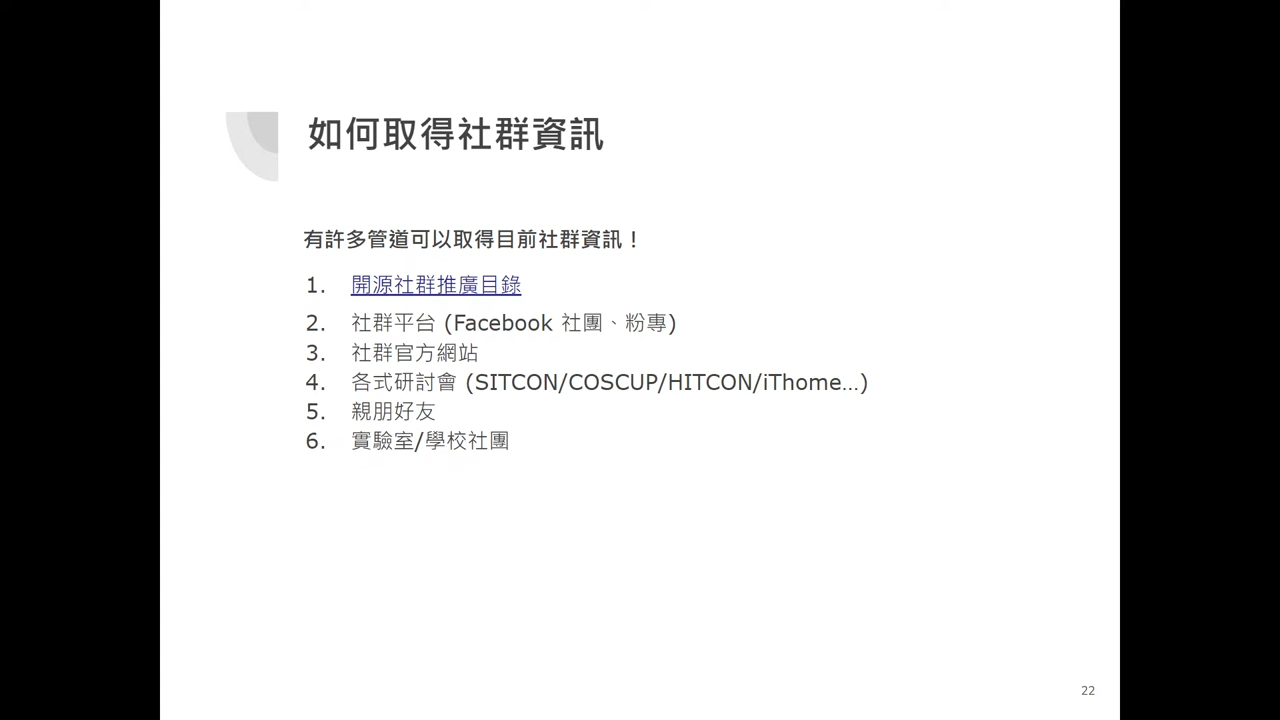 如何取得社群資訊
有許多管道可以取得目前社群資訊！
1. 開源社群推廣目錄
2. 社群平台 (Facebook 社團、粉專)
3. 社群官方網站
4. 各式研討會 (SITCON/COSCUP/HITCON/iThome…)
5. 親朋好友
6. 實驗室/學校社團
22